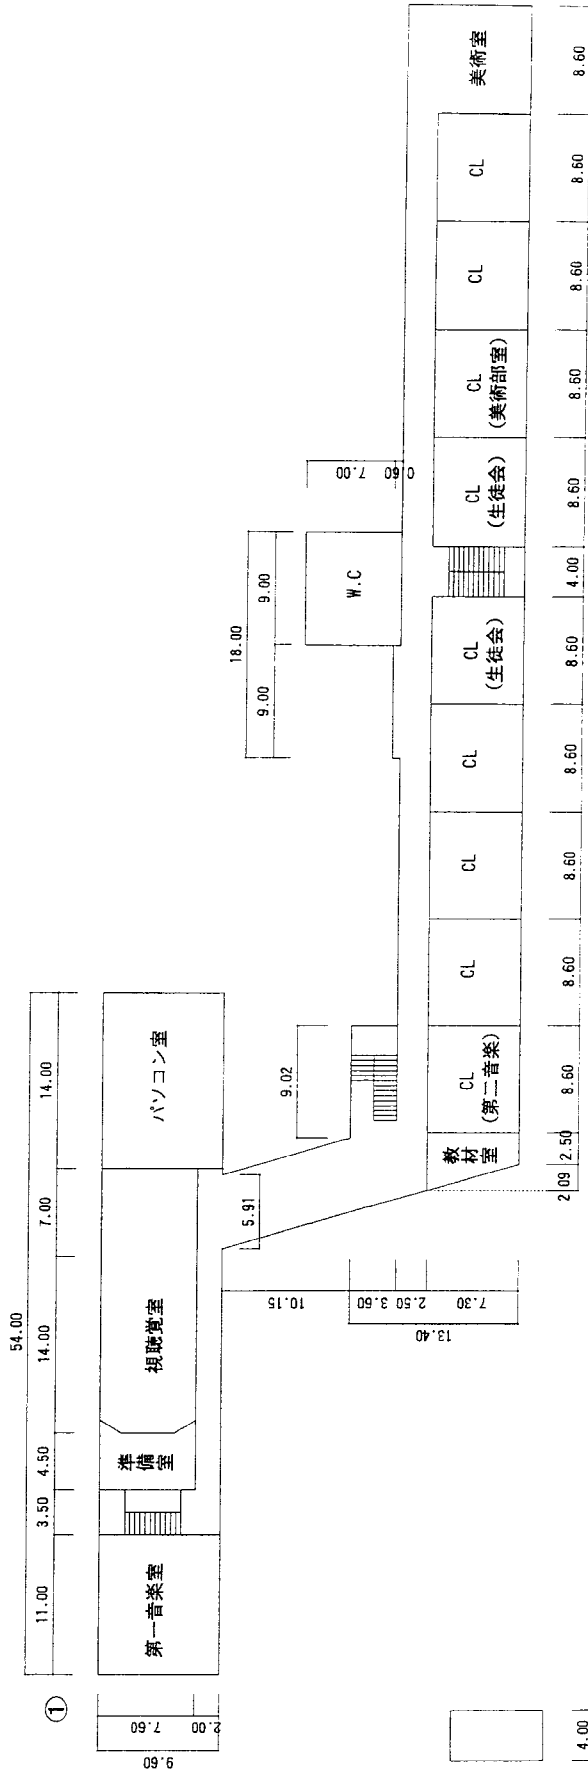 ①
54.00
11.00
3.50
4.50
14.00
7.00
14.00
9.60
7.60
2.00
第一音楽室
準備室
視聴覚室
パソコン室
5.91
10.15
3.60
2.50
7.30
13.40
9.02
18.00
9.00
9.00
7.00
0.60
W.C
教材室
CL
(第二音楽)
CL
CL
CL
CL
(生徒会)
CL
(生徒会)
CL
(美術部室)
CL
CL
美術室
4.00
2.09
2.50
8.60
8.60
8.60
8.60
8.60
4.00
8.60
8.60
8.60
8.60
8.60